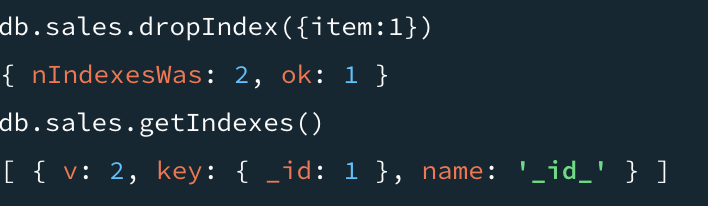 db.sales.dropIndex({item:1})
{ nIndexesWas: 2, ok: 1 }
db.sales.getIndexes()
[ { v: 2, key: { _id: 1 }, name: '_id_' } ]